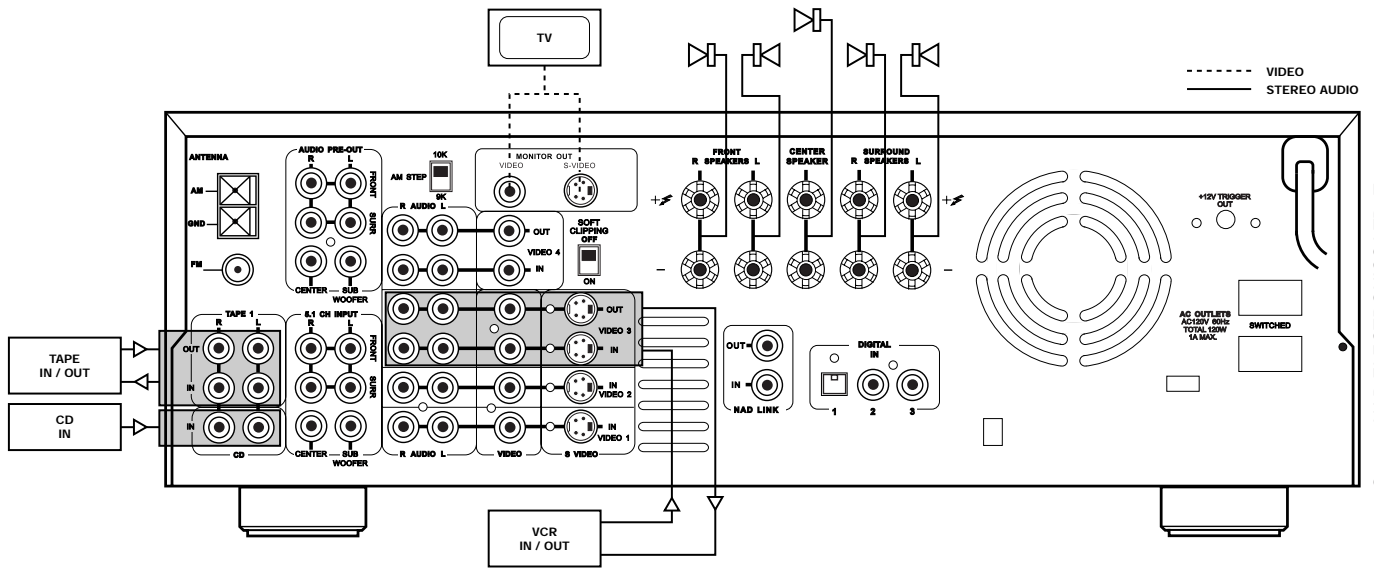 TV
VIDEO
STEREO AUDIO
ANTENNA
AM
GND
FM
AUDIO PRE-OUT
R L
FRONT
SURR
CENTER SUB WOOFER
10K
AM STEP
9K
MONITOR OUT
VIDEO S-VIDEO
R AUDIO L
OUT
VIDEO 4
IN
SOFT
CLIPPING
OFF
ON
FRONT
R SPEAKERS L
CENTER
SPEAKER
SURROUND
R SPEAKERS L
+ +
– –
+12V TRIGGER
OUT
TAPE 1
R L
OUT
IN
IN
CD
5.1 CH INPUT
R L
FRONT
SURR
CENTER SUB WOOFER
OUT
VIDEO 3
IN
IN
VIDEO 2
IN
VIDEO 1
R AUDIO L VIDEO S VIDEO
OUT
IN
NAD LINK
DIGITAL
IN
1 2 3
AC OUTLETS
AC120V 60Hz
TOTAL 120W
1A MAX.
SWITCHED
TAPE
IN / OUT
CD
IN
VCR
IN / OUT